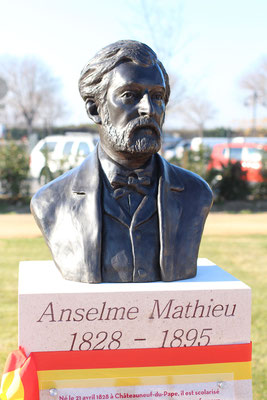 Anselme Mathieu
1828 - 1895
Né le 21 avril 1828 à Châteauneuf-du-Pape, il est scolarisé